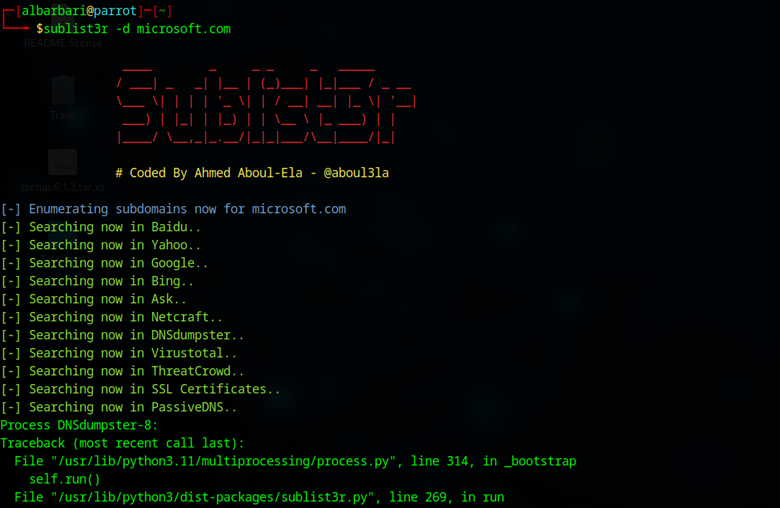 [albarbari@parrot]─[~]
$sublist3r -d microsoft.com
README.license
Sublist3r
Trash
# Coded By Ahmed Aboul-Ela - @aboul3la
tsetup.6.1.3.tar.xz
[-] Enumerating subdomains now for microsoft.com
[-] Searching now in Baidu..
[-] Searching now in Yahoo..
[-] Searching now in Google..
[-] Searching now in Bing..
[-] Searching now in Ask..
[-] Searching now in Netcraft..
[-] Searching now in DNSdumpster..
[-] Searching now in Virustotal..
[-] Searching now in ThreatCrowd..
[-] Searching now in SSL Certificates..
[-] Searching now in PassiveDNS..
Process DNSdumpster-8:
Traceback (most recent call last):
File "/usr/lib/python3.11/multiprocessing/process.py", line 314, in _bootstrap
self.run()
File "/usr/lib/python3/dist-packages/sublist3r.py", line 269, in run